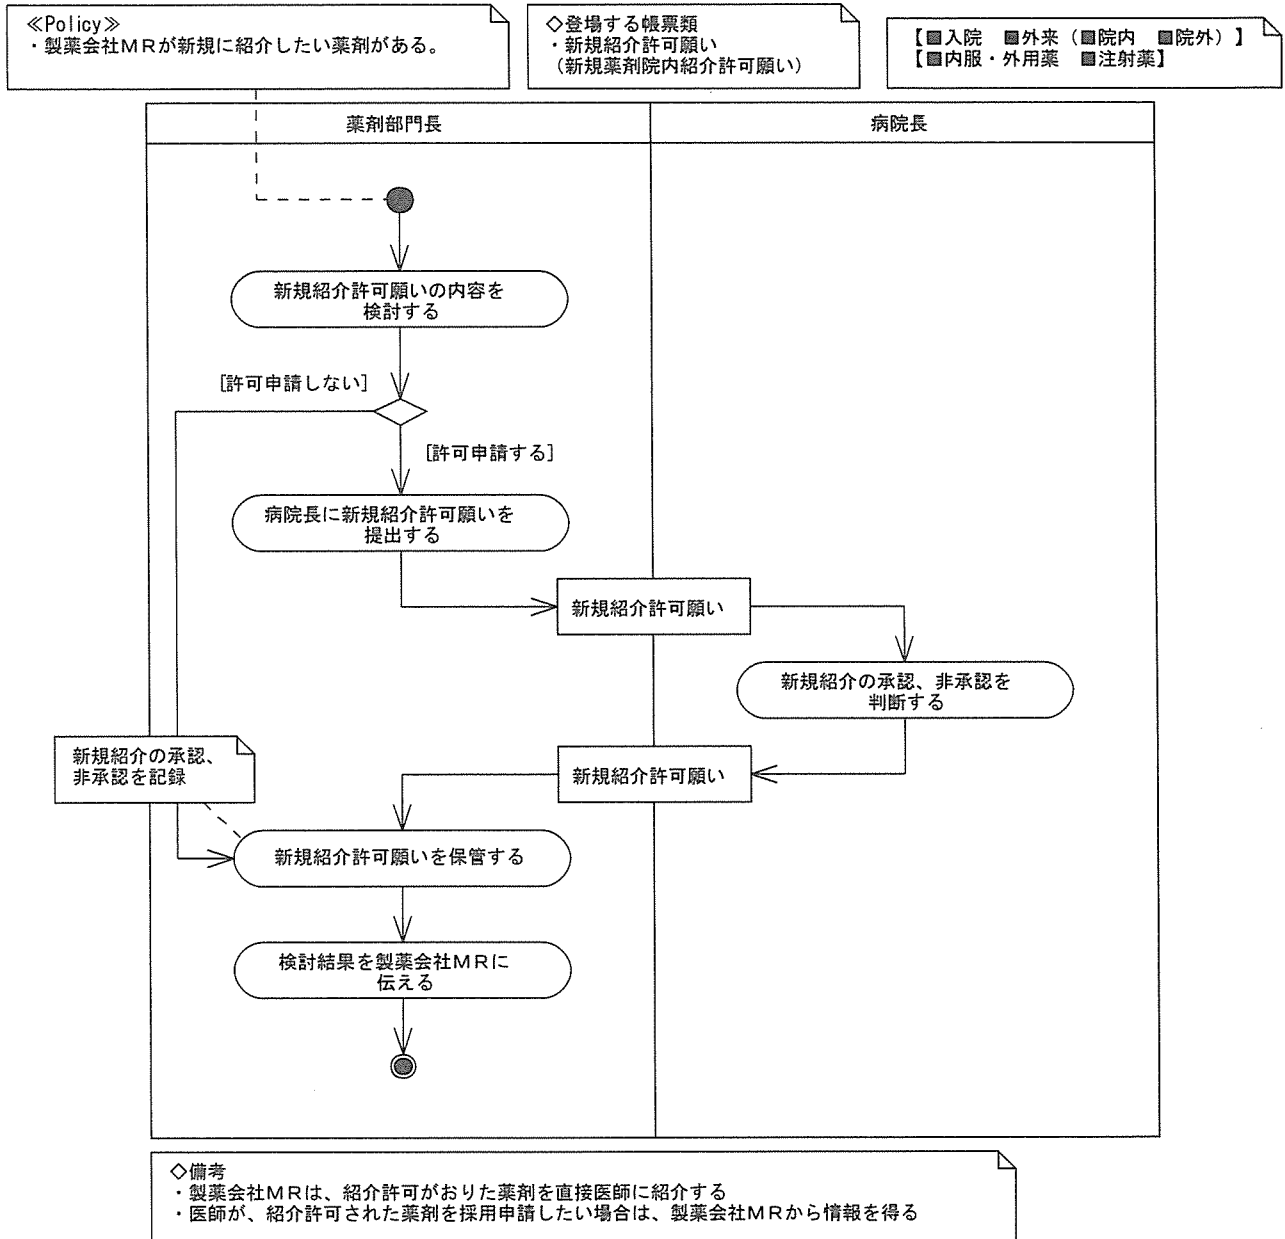 ≪Policy≫
・製薬会社MRが新規に紹介したい薬剤がある。
◇登場する帳票類
・新規紹介許可願い
(新規薬剤院内紹介許可願い)
【■入院　■外来（■院内　■院外）】
【■内服・外用薬　■注射薬】
薬剤部門長
病院長
新規紹介許可願いの内容を
検討する
[許可申請しない]
[許可申請する]
病院長に新規紹介許可願いを
提出する
新規紹介許可願い
新規紹介の承認、非承認を
判断する
新規紹介の承認、
非承認を記録
新規紹介許可願い
新規紹介許可願いを保管する
検討結果を製薬会社MRに
伝える
◇備考
・製薬会社MRは、紹介許可がおりた薬剤を直接医師に紹介する
・医師が、紹介許可された薬剤を採用申請したい場合は、製薬会社MRから情報を得る